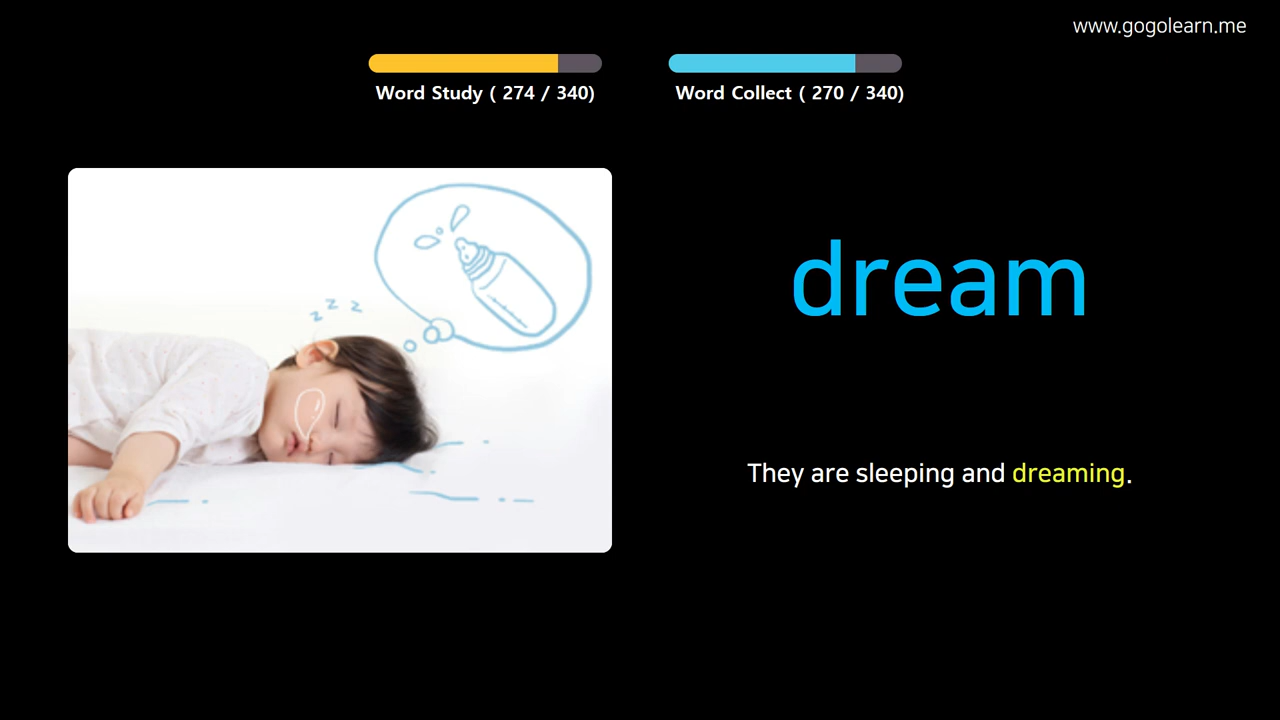 www.gogolearn.me
Word Study ( 274 / 340)
Word Collect ( 270 / 340)
z z z
dream
They are sleeping and dreaming.